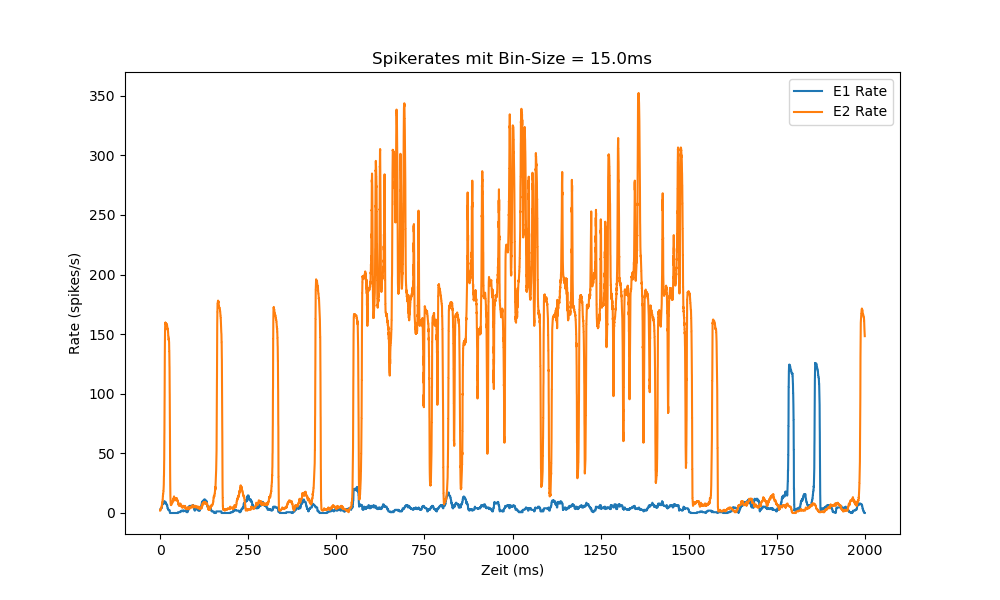 Spikerates mit Bin-Size = 15.0ms
E1 Rate
E2 Rate
Rate (spikes/s)
350
300
250
200
150
100
50
0
0 250 500 750 1000 1250 1500 1750 2000
Zeit (ms)